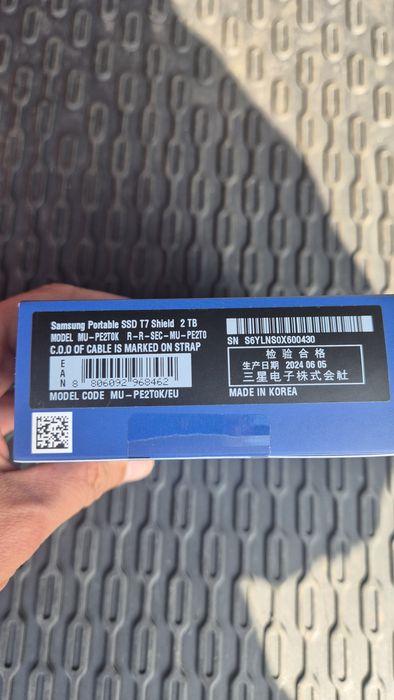 Samsung Portable SSD T7 Shield 2 TB
MODEL MU-PE2T0K R-R-SEC-MU-PE2T0
C.D.O OF CABLE IS MARKED ON STRAP
EAN
8 806092 968462
MODEL CODE MU-PE2T0K/EU
SN S6YLNS0X600430
检验合格
生产日期 2024 06 05
三星电子株式会社
MADE IN KOREA